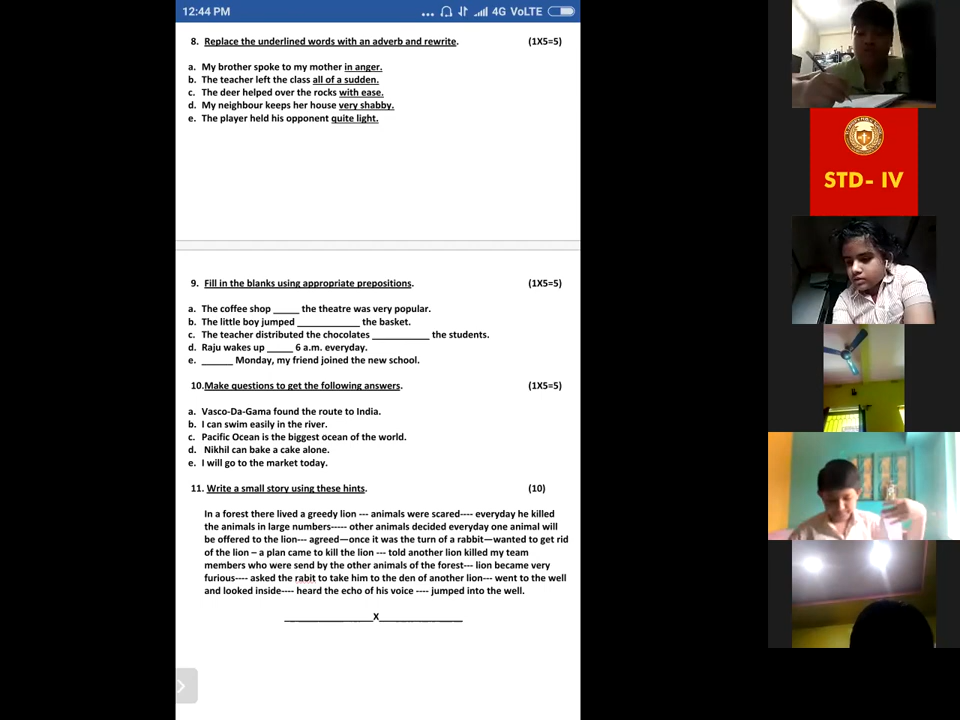 12:44 PM ... 4G VoLTE
8. Replace the underlined words with an adverb and rewrite. (1X5=5)
a. My brother spoke to my mother in anger.
b. The teacher left the class all of a sudden.
c. The deer helped over the rocks with ease.
d. My neighbour keeps her house very shabby.
e. The player held his opponent quite light.
9. Fill in the blanks using appropriate prepositions. (1X5=5)
a. The coffee shop _____ the theatre was very popular.
b. The little boy jumped ____________ the basket.
c. The teacher distributed the chocolates ___________ the students.
d. Raju wakes up _____ 6 a.m. everyday.
e. ______ Monday, my friend joined the new school.
10.Make questions to get the following answers. (1X5=5)
a. Vasco-Da-Gama found the route to India.
b. I can swim easily in the river.
c. Pacific Ocean is the biggest ocean of the world.
d. Nikhil can bake a cake alone.
e. I will go to the market today.
11. Write a small story using these hints. (10)
In a forest there lived a greedy lion --- animals were scared---- everyday he killed
the animals in large numbers----- other animals decided everyday one animal will
be offered to the lion--- agreed—once it was the turn of a rabbit—wanted to get rid
of the lion – a plan came to kill the lion --- told another lion killed my team
members who were send by the other animals of the forest--- lion became very
furious---- asked the rabit to take him to the den of another lion--- went to the well
and looked inside---- heard the echo of his voice ---- jumped into the well.
_________________X________________
STD- IV